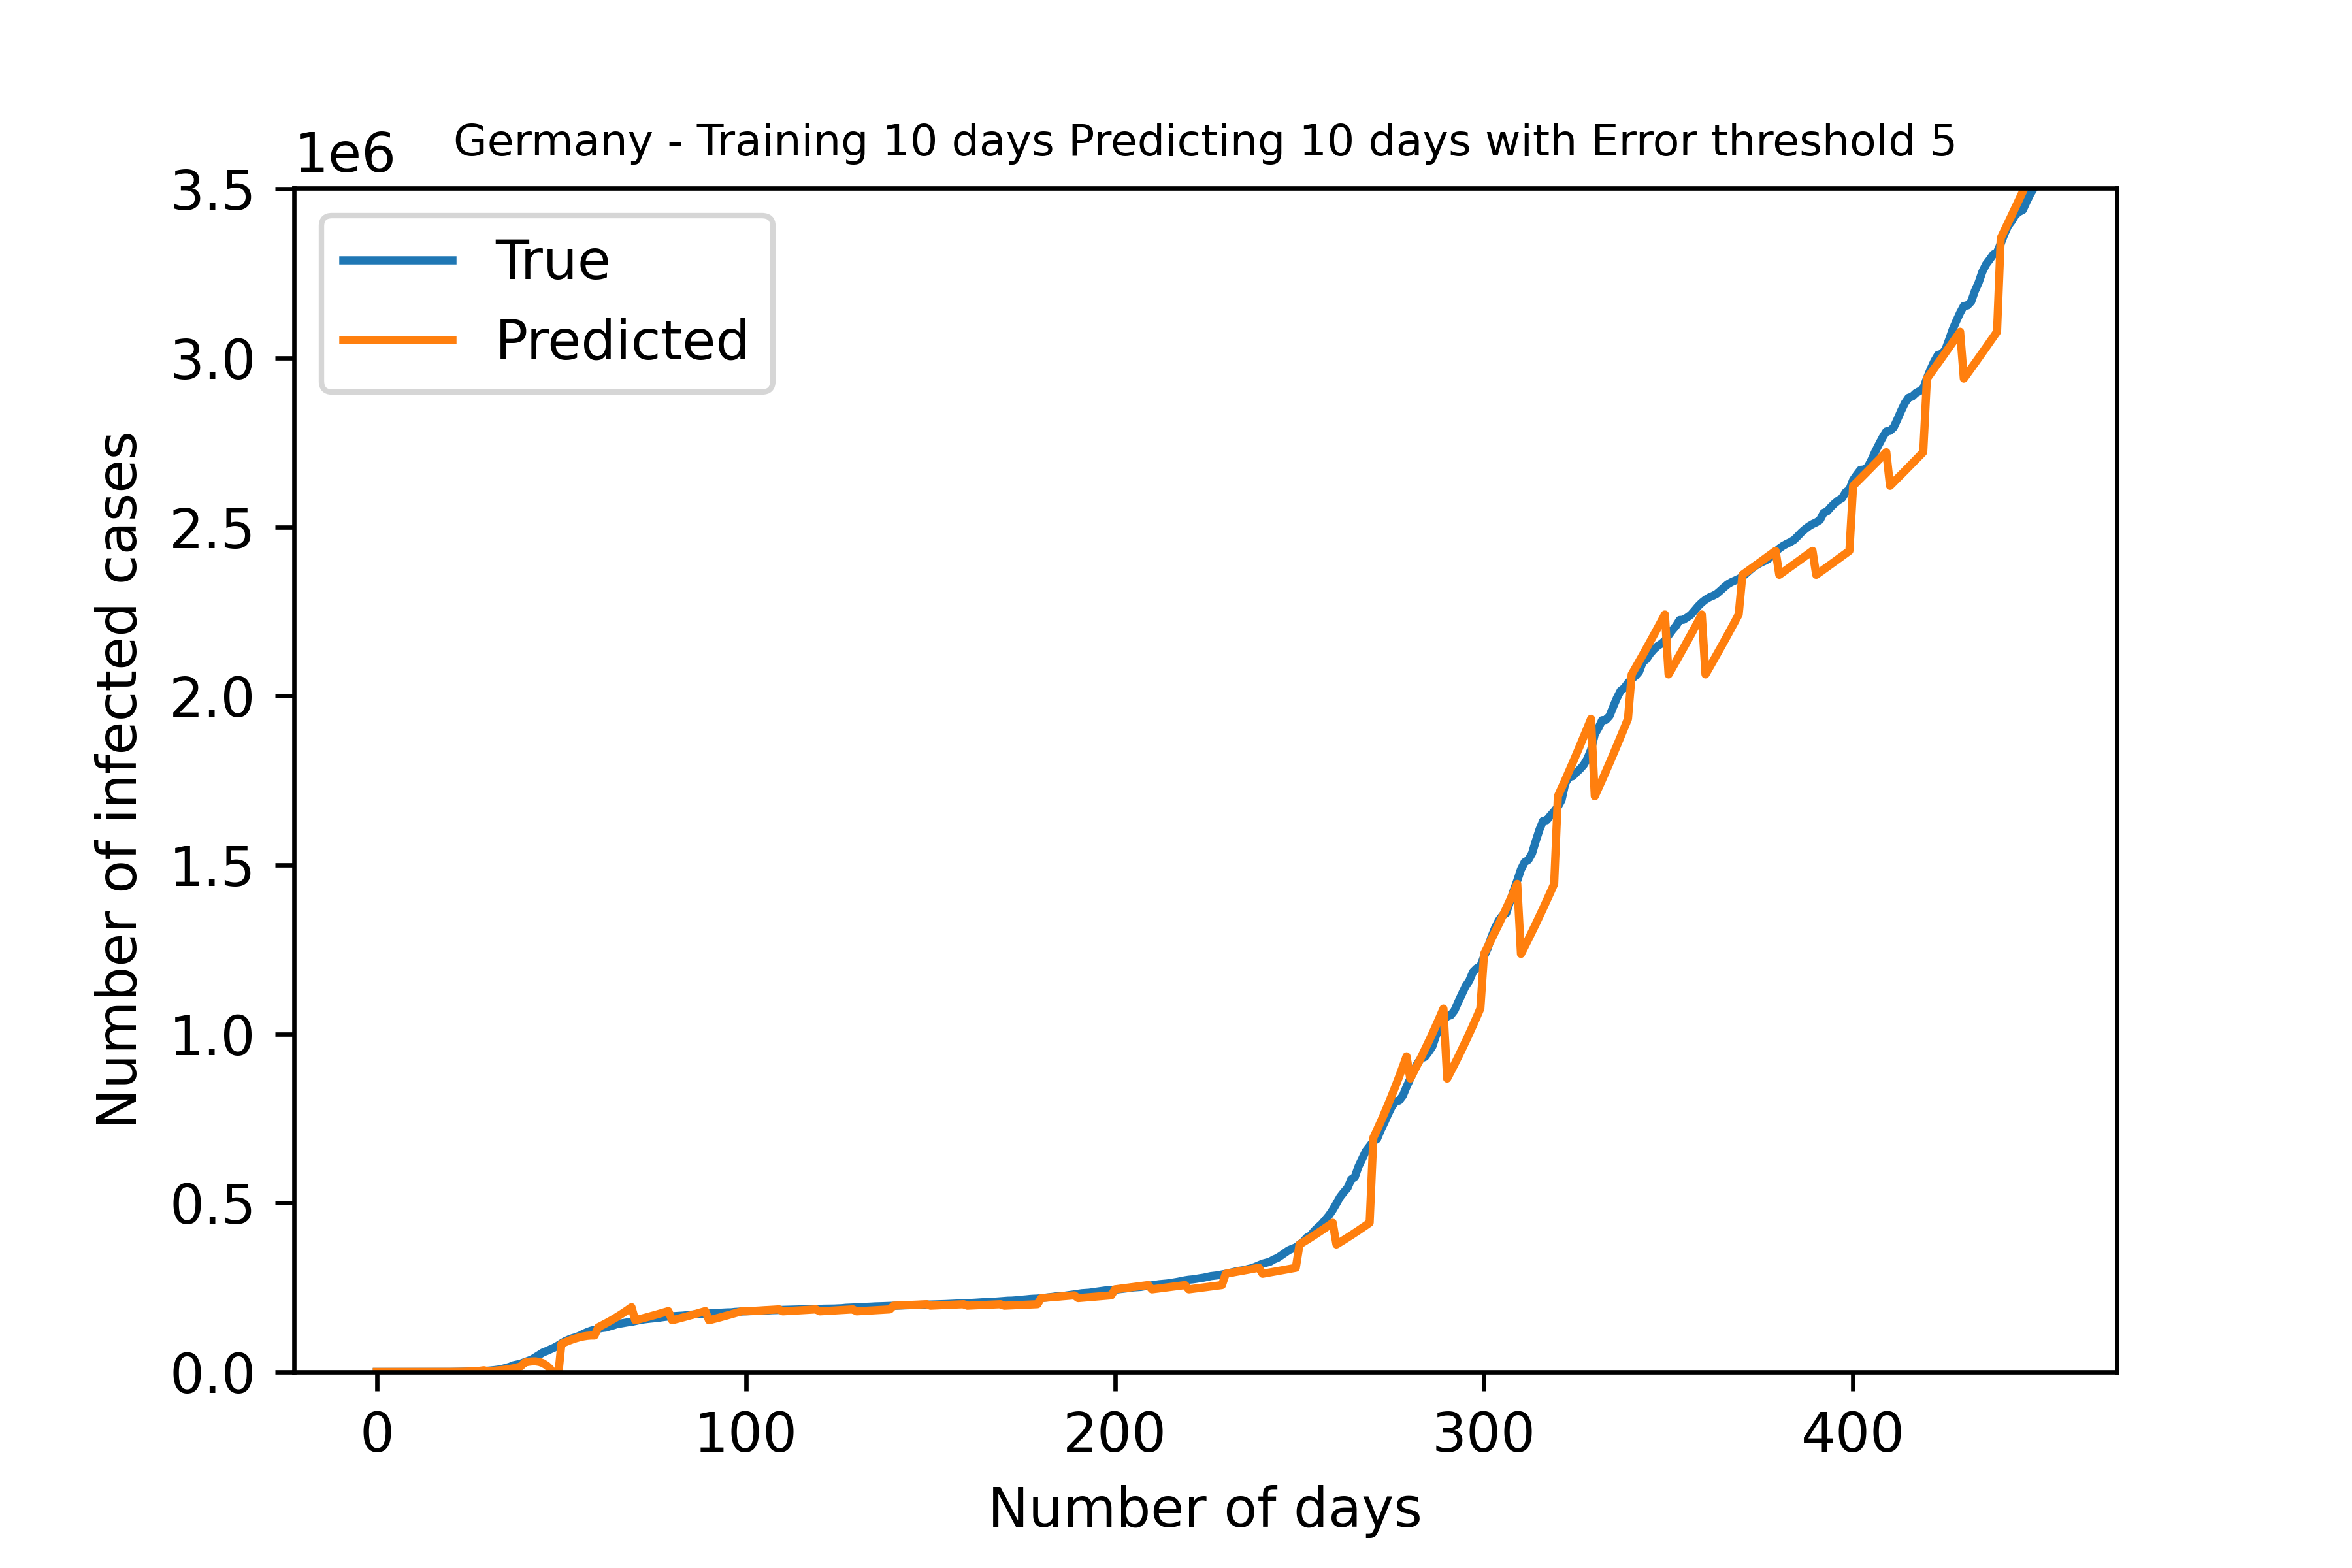 Germany - Training 10 days Predicting 10 days with Error threshold 5
1e6
True
Predicted
3.5
3.0
2.5
2.0
1.5
1.0
0.5
0.0
Number of infected cases
0 100 200 300 400
Number of days